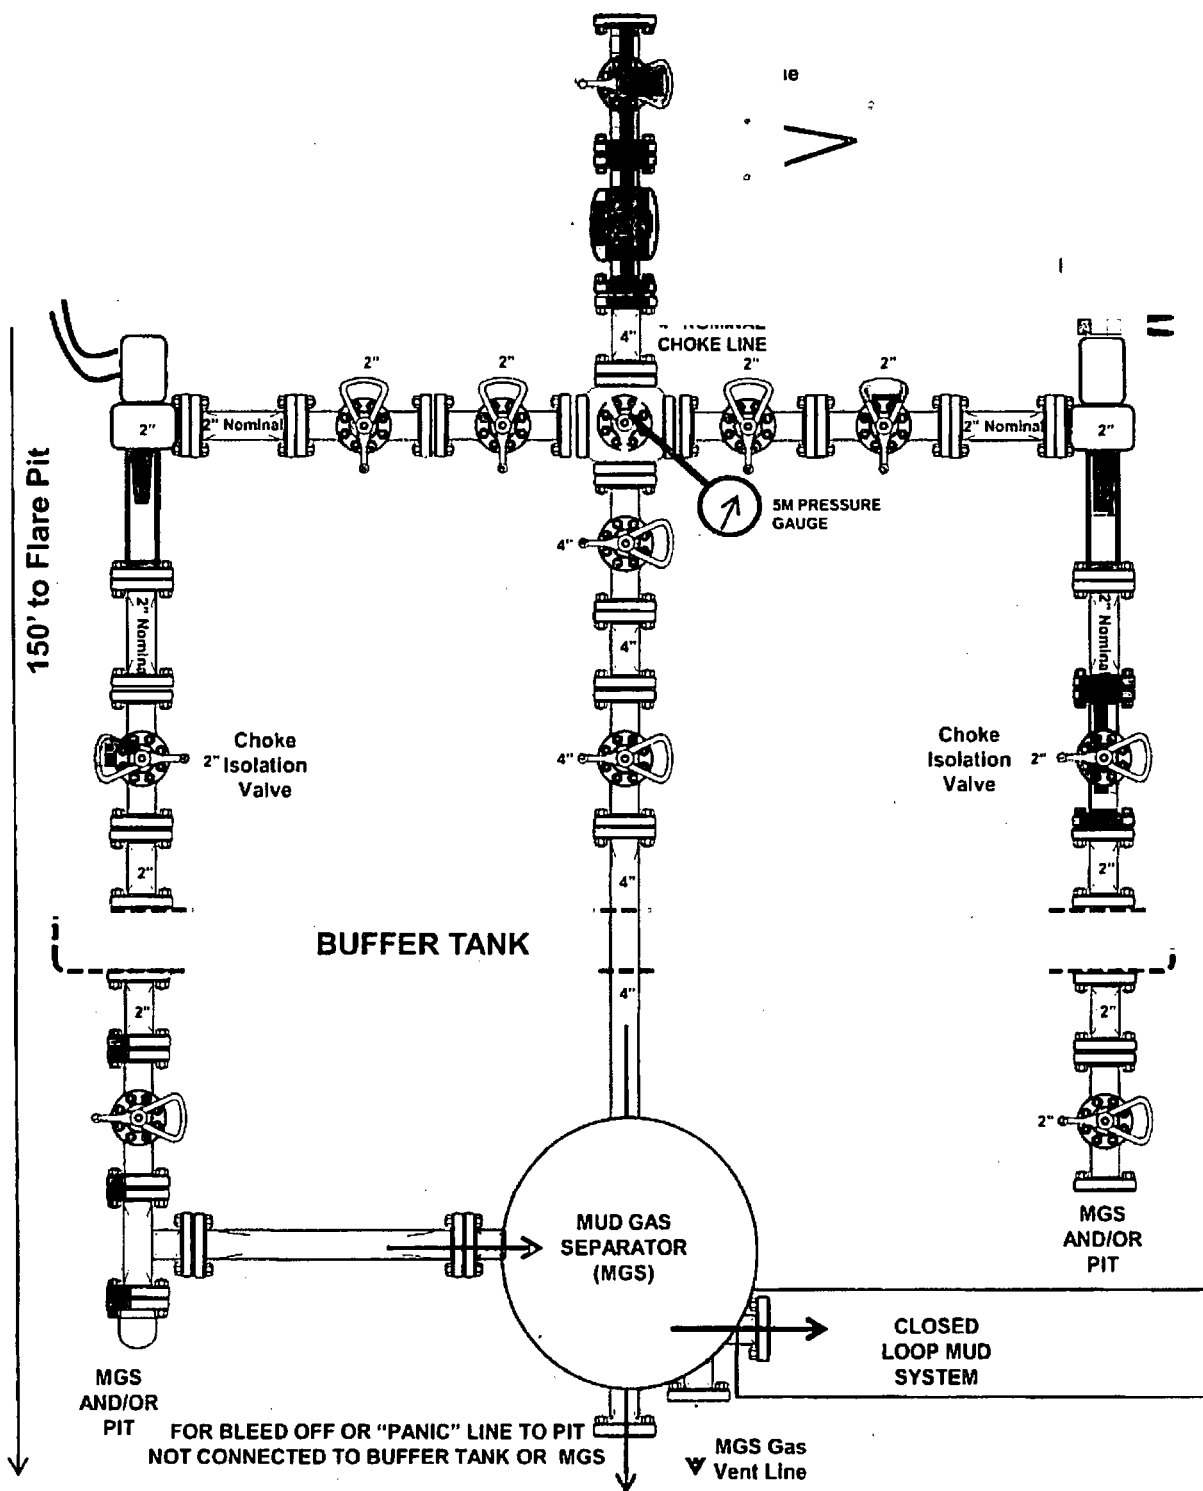 4"
CHOKE LINE
2"
2"
2"
2"
2"
2" Nominal
2" Nominal
2"
5M PRESSURE
GAUGE
4"
150' to Flare Pit
2" Nominal
4"
2" Nominal
Choke
Isolation
Valve
2"
4"
Choke
Isolation
Valve
2"
2"
4"
2"
BUFFER TANK
2"
4"
2"
2"
MUD GAS
SEPARATOR
(MGS)
MGS
AND/OR
PIT
CLOSED
LOOP MUD
SYSTEM
MGS
AND/OR
PIT
FOR BLEED OFF OR “PANIC” LINE TO PIT
NOT CONNECTED TO BUFFER TANK OR MGS
MGS Gas
Vent Line